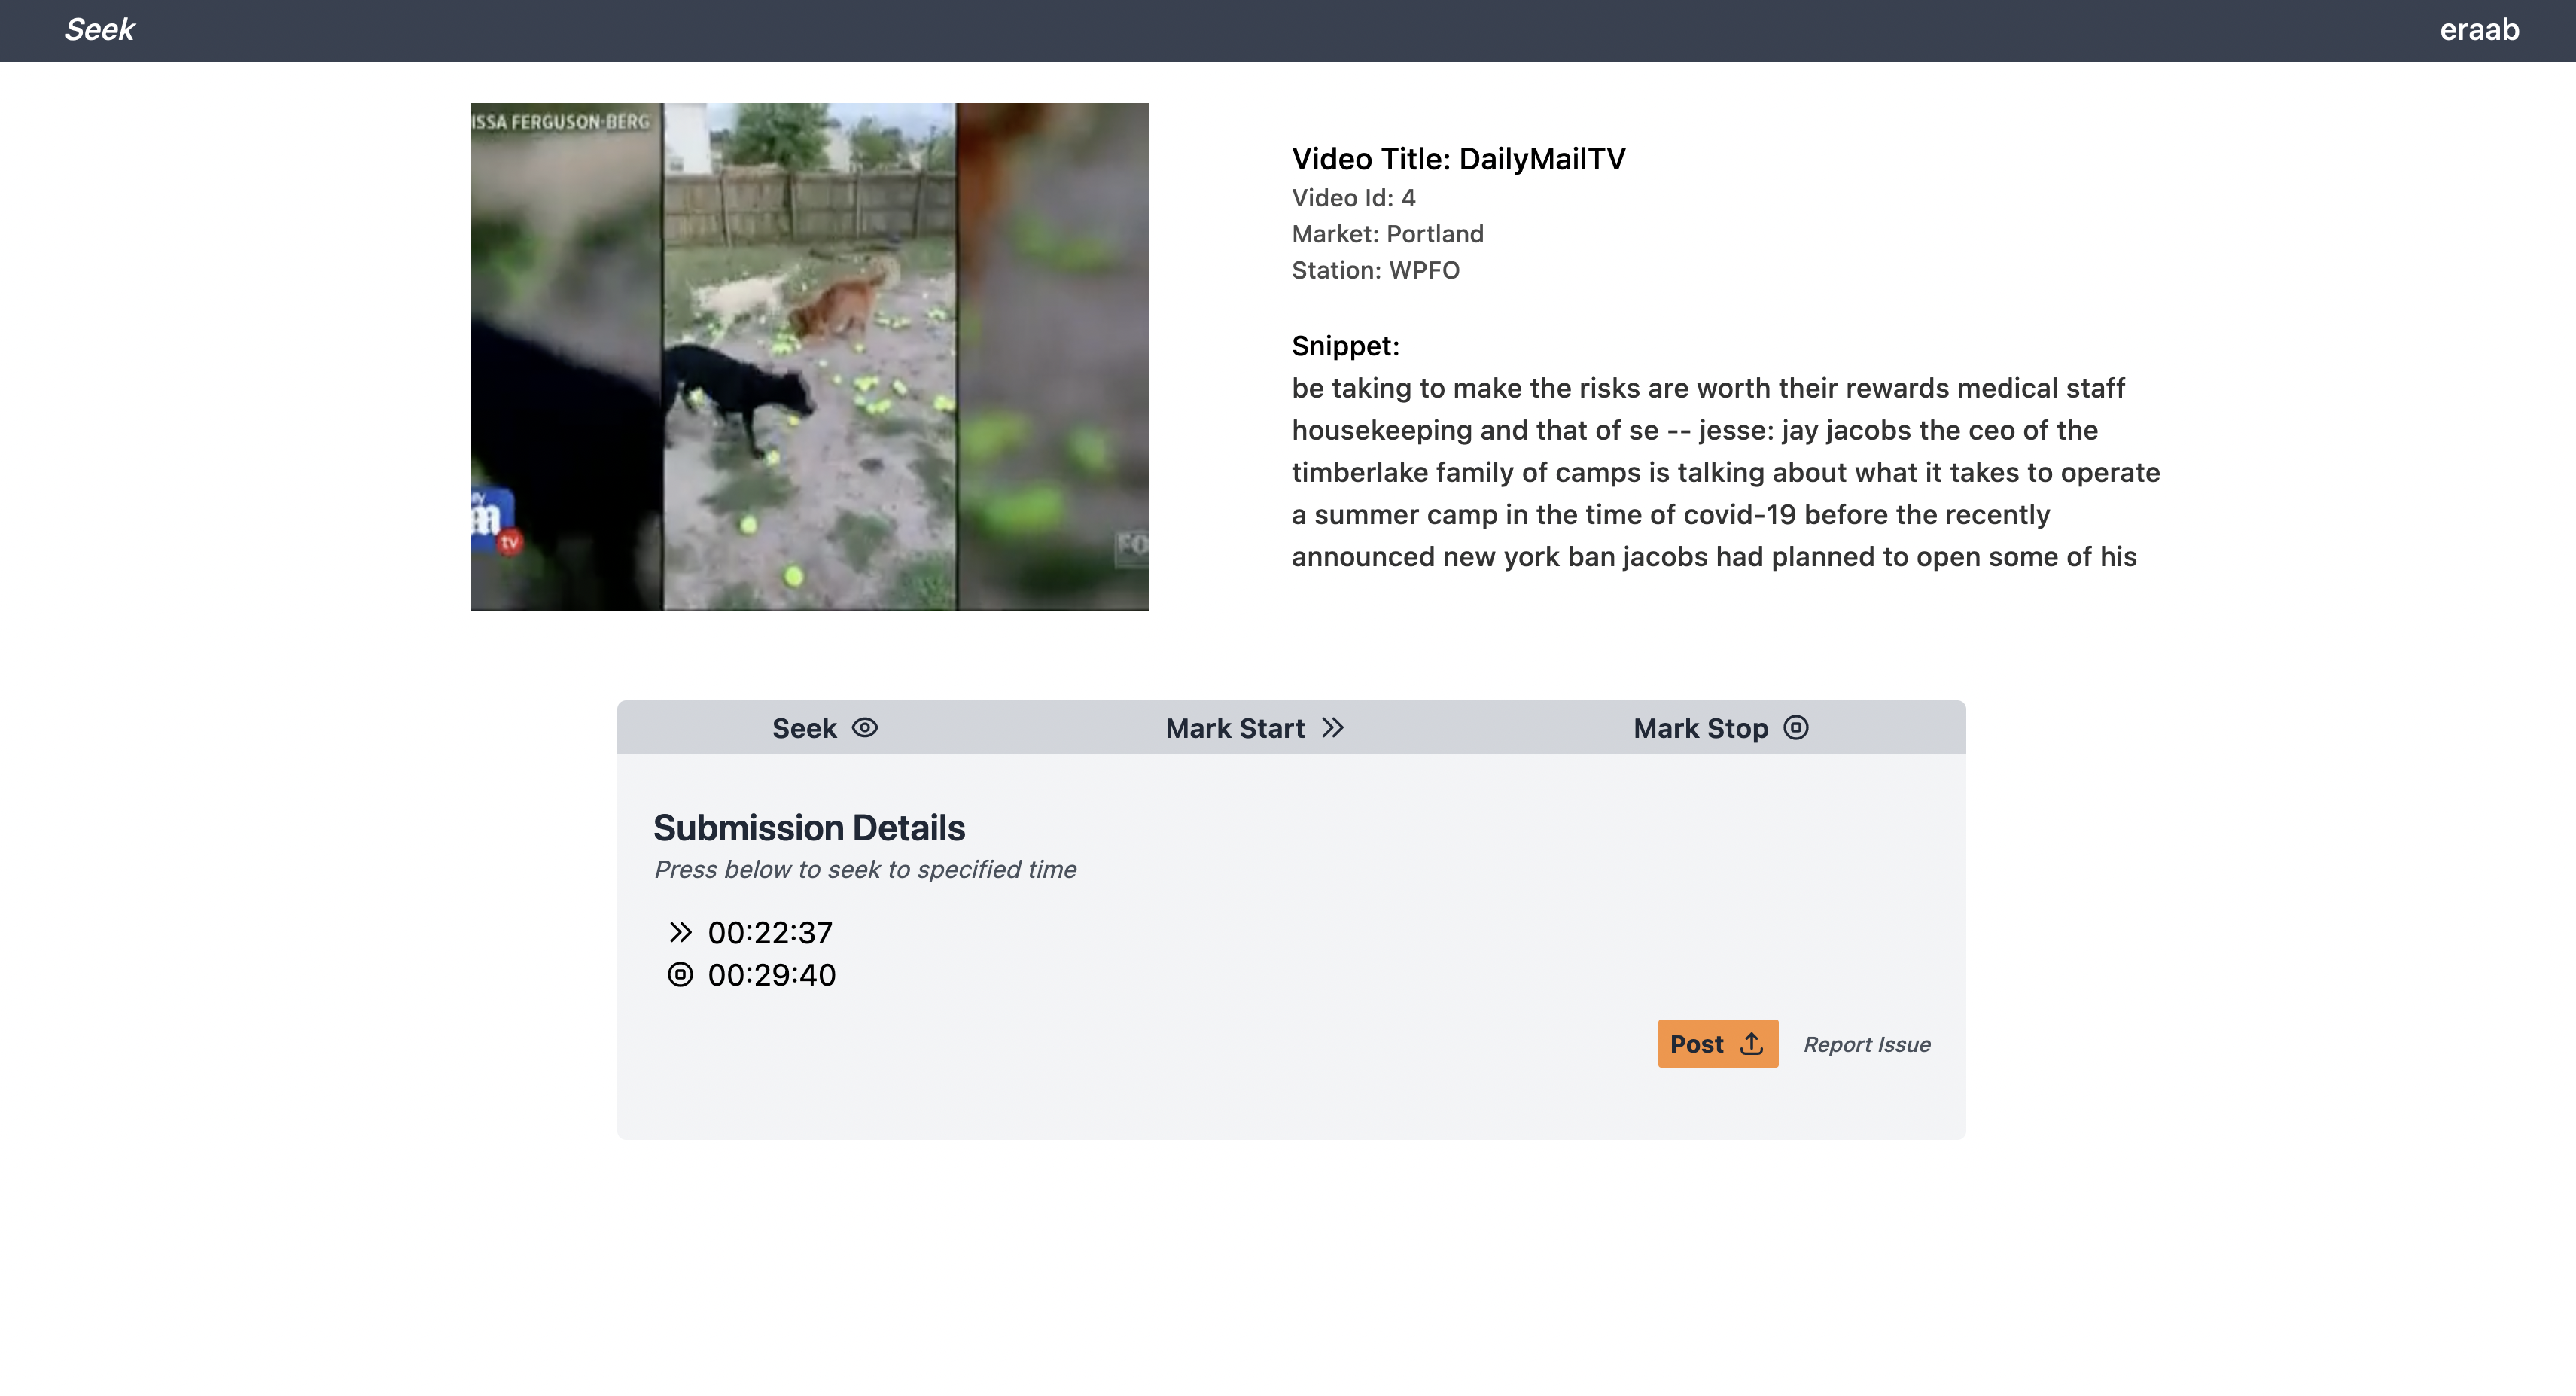 Seek
eraab
ISSA FERGUSON-BERG
tv
Video Title: DailyMailTV
Video Id: 4
Market: Portland
Station: WPFO
Snippet:
be taking to make the risks are worth their rewards medical staff
housekeeping and that of se -- jesse: jay jacobs the ceo of the
timberlake family of camps is talking about what it takes to operate
a summer camp in the time of covid-19 before the recently
announced new york ban jacobs had planned to open some of his
Seek
Mark Start
Mark Stop
Submission Details
Press below to seek to specified time
00:22:37
00:29:40
Post
Report Issue